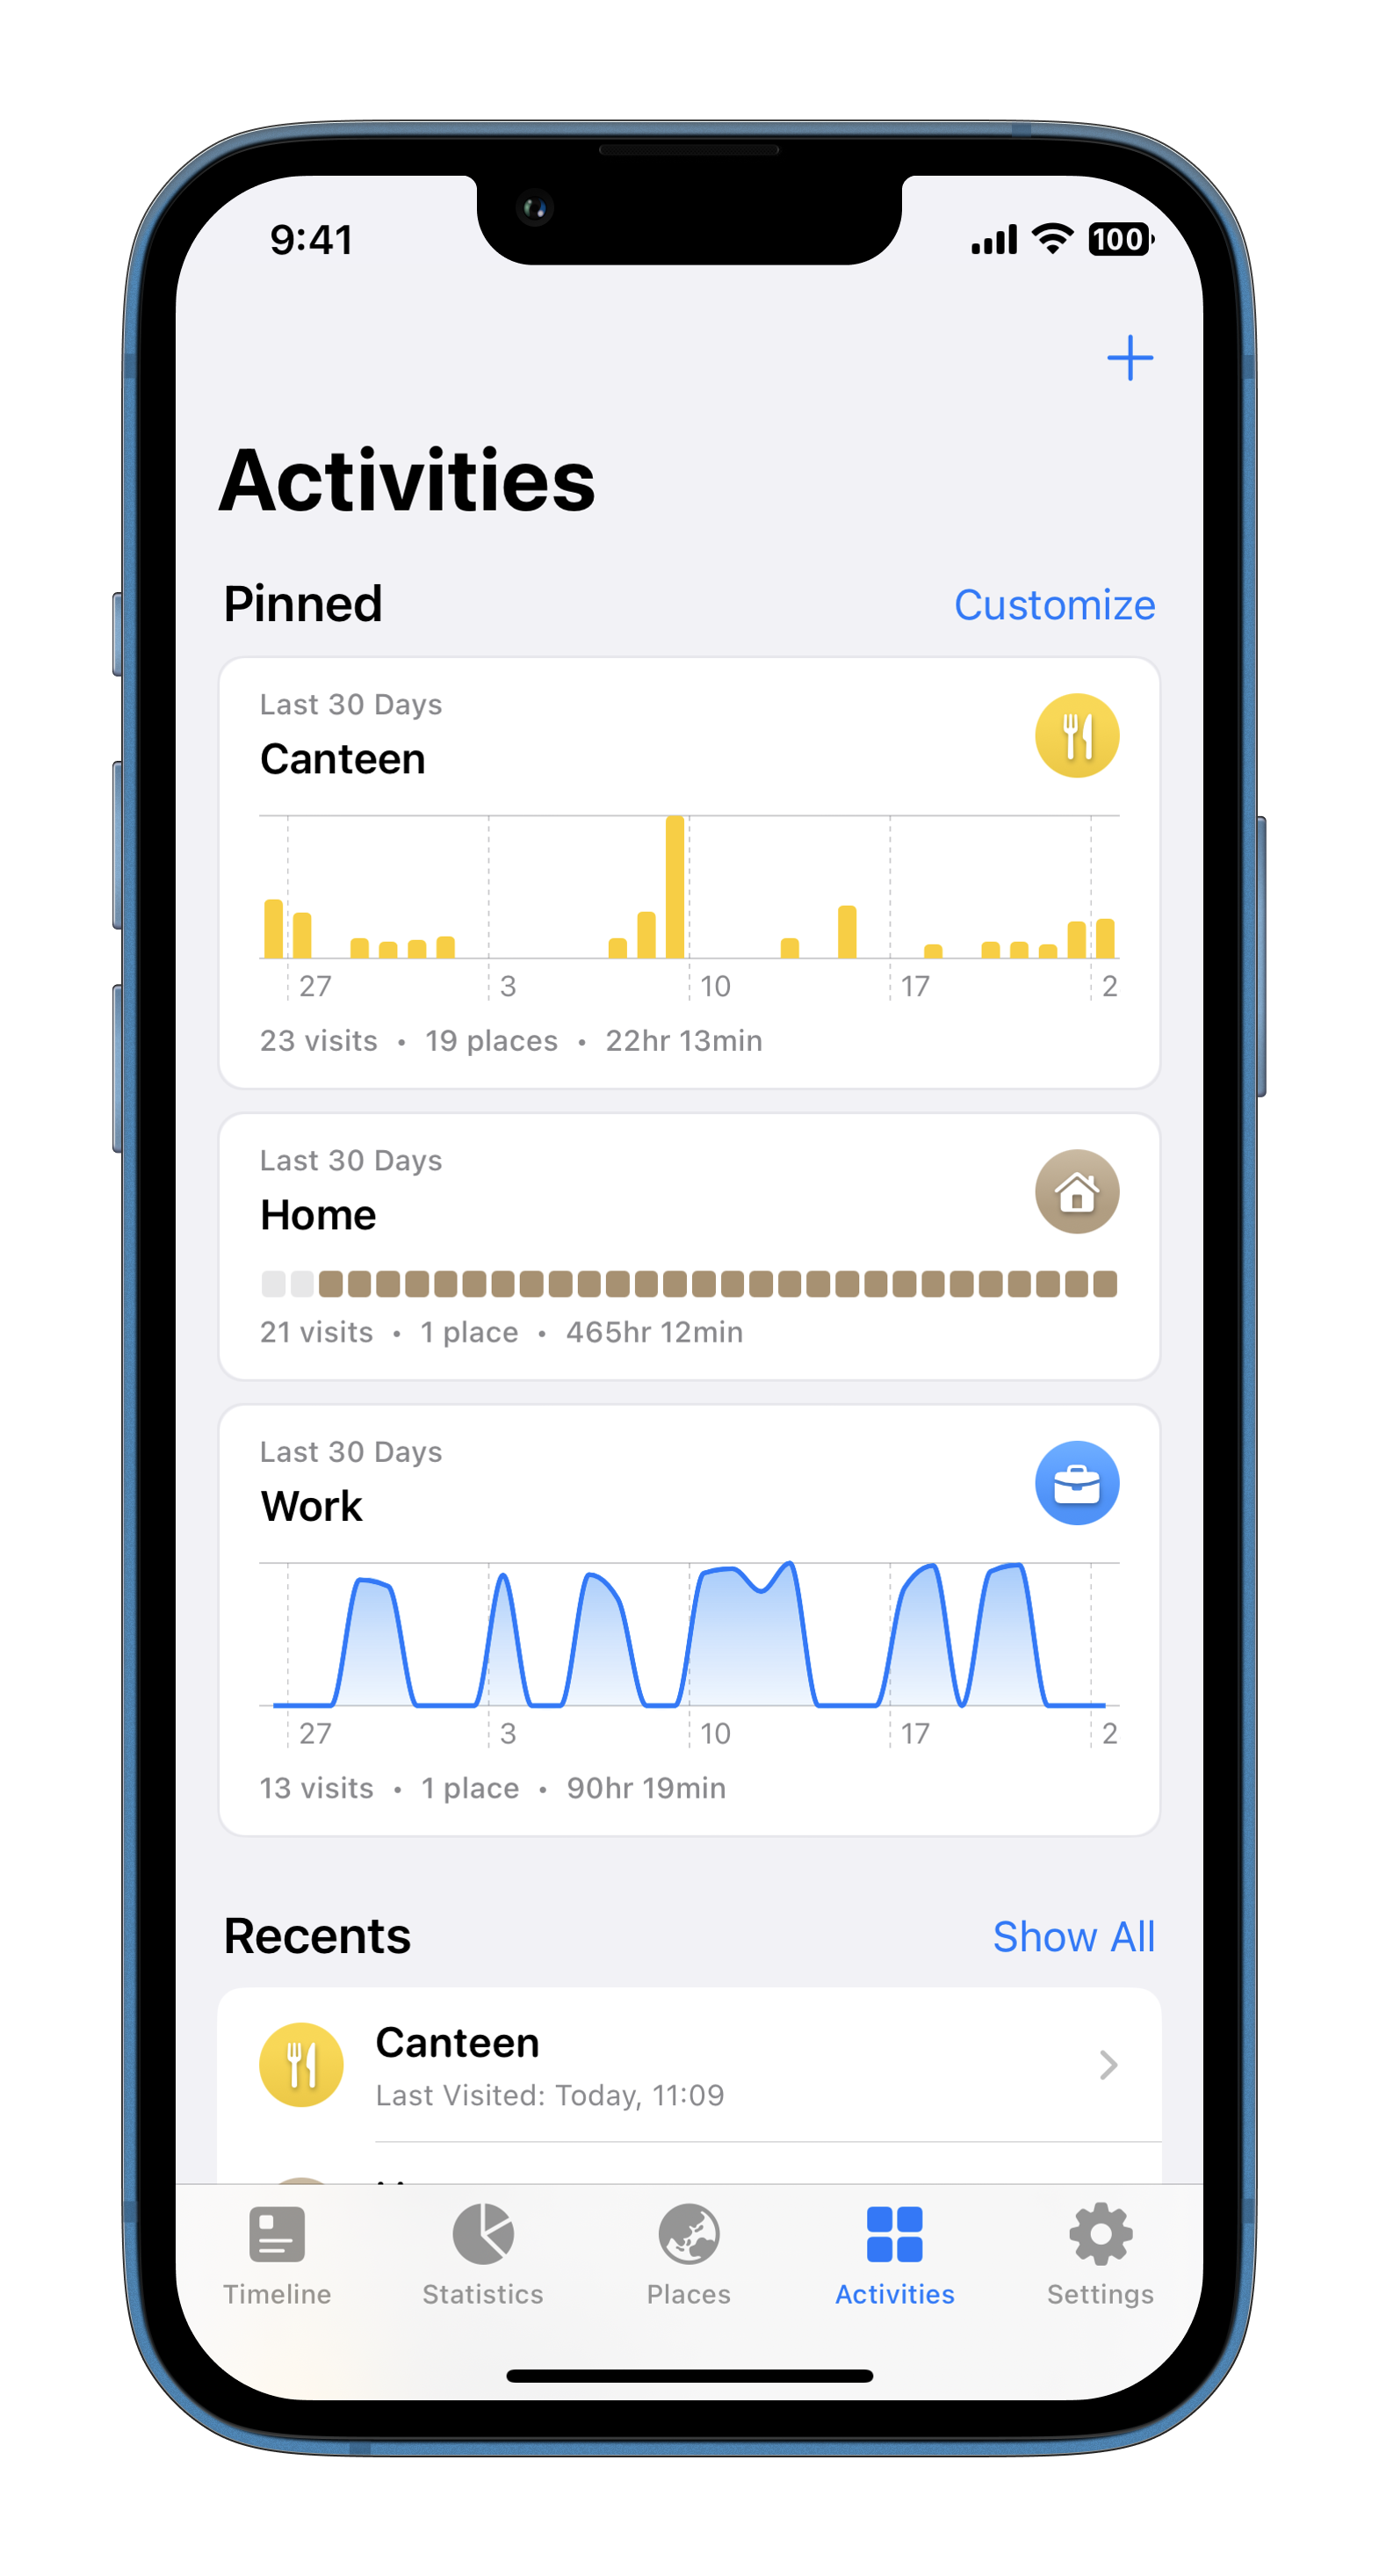 9:41
100
Activities
Pinned Customize
Last 30 Days
Canteen
27 3 10 17 2
23 visits • 19 places • 22hr 13min
Last 30 Days
Home
21 visits • 1 place • 465hr 12min
Last 30 Days
Work
27 3 10 17 2
13 visits • 1 place • 90hr 19min
Recents Show All
Canteen
Last Visited: Today, 11:09
Timeline Statistics Places Activities Settings